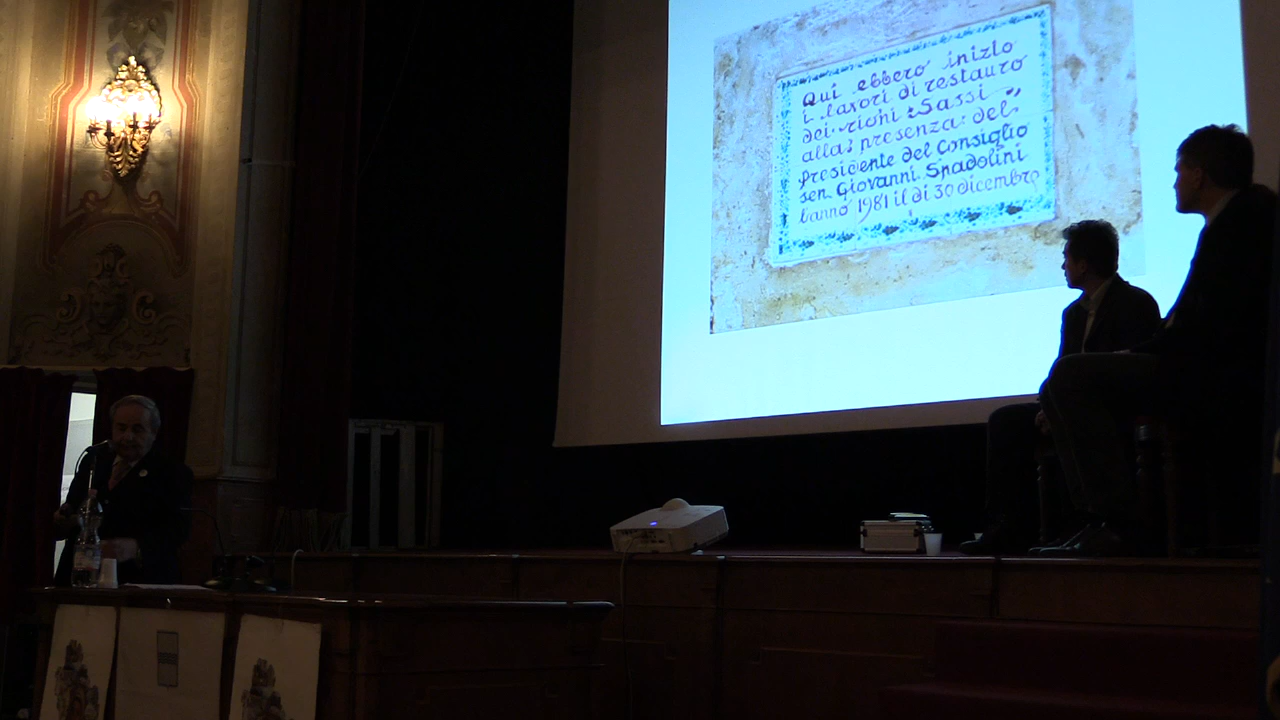 Qui ebbero inizio
i lavori di restauro
dei rioni "Sassi"
alla presenza del
presidente del Consiglio
sen. Giovanni Spadolini
l'anno 1981 il dì 30 dicembre